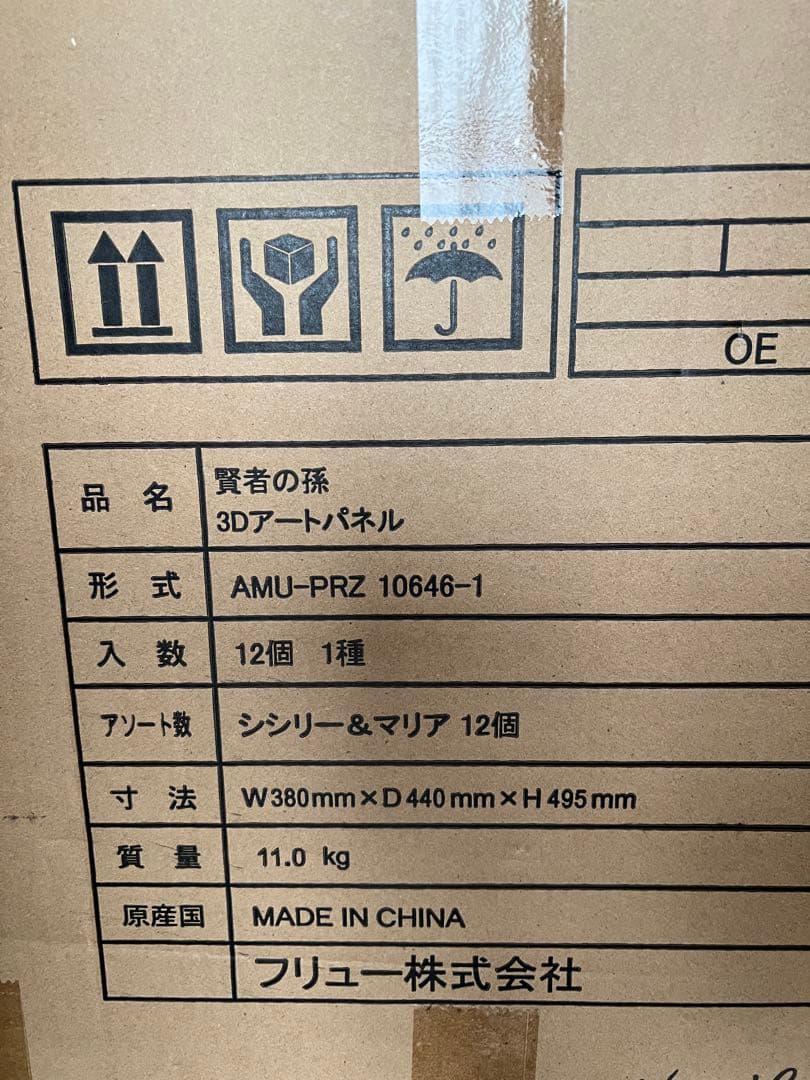 OE
品 名 賢者の孫
3Dアートパネル
形 式 AMU-PRZ 10646-1
入 数 12個 1種
アソート数 シシリー&マリア 12個
寸 法 W380mm×D440mm×H495mm
質 量 11.0 kg
原産国 MADE IN CHINA
フリュー株式会社